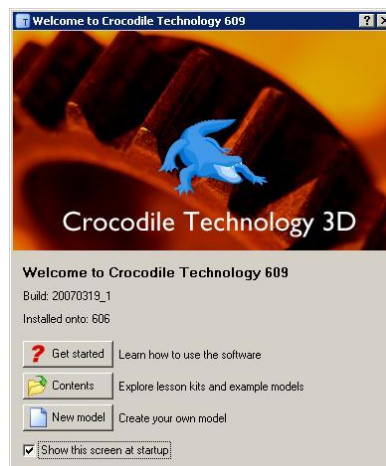 Welcome to Crocodile Technology 609
Crocodile Technology 3D
Welcome to Crocodile Technology 609
Build: 20070319_1
Installed onto: 606
Get started Learn how to use the software
Contents Explore lesson kits and example models
New model Create your own model
Show this screen at startup